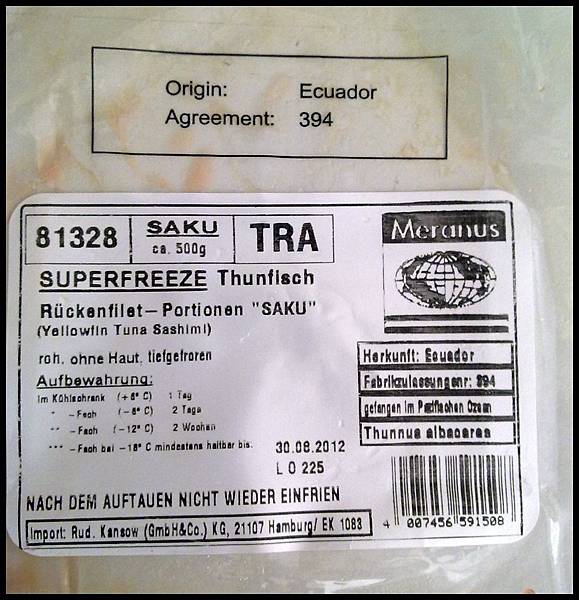 Origin: Ecuador
Agreement: 394
81328 SAKU ca. 500g TRA
Meranus
SUPERFREEZE Thunfisch
Rückenfilet-Portionen "SAKU"
(Yellowfin Tuna Sashimi)
roh, ohne Haut, tiefgefroren
Aufbewahrung:
im Kühlschrank (+6° C) 1 Tag
* -Fach (-6° C) 2 Tage
** -Fach (-12° C) 2 Wochen
*** -Fach bei -18° C mindestens haltbar bis: 30.08.2012
L O 225
Herkunft: Ecuador
Fabrikzulassungsnr: 394
gefangen im Pazifischen Ozean
Thunnus albacares
NACH DEM AUFTAUEN NICHT WIEDER EINFRIEN
Import: Rud. Kanzow (GmbH&Co.) KG, 21107 Hamburg/ EK 1083
4 007456 591508